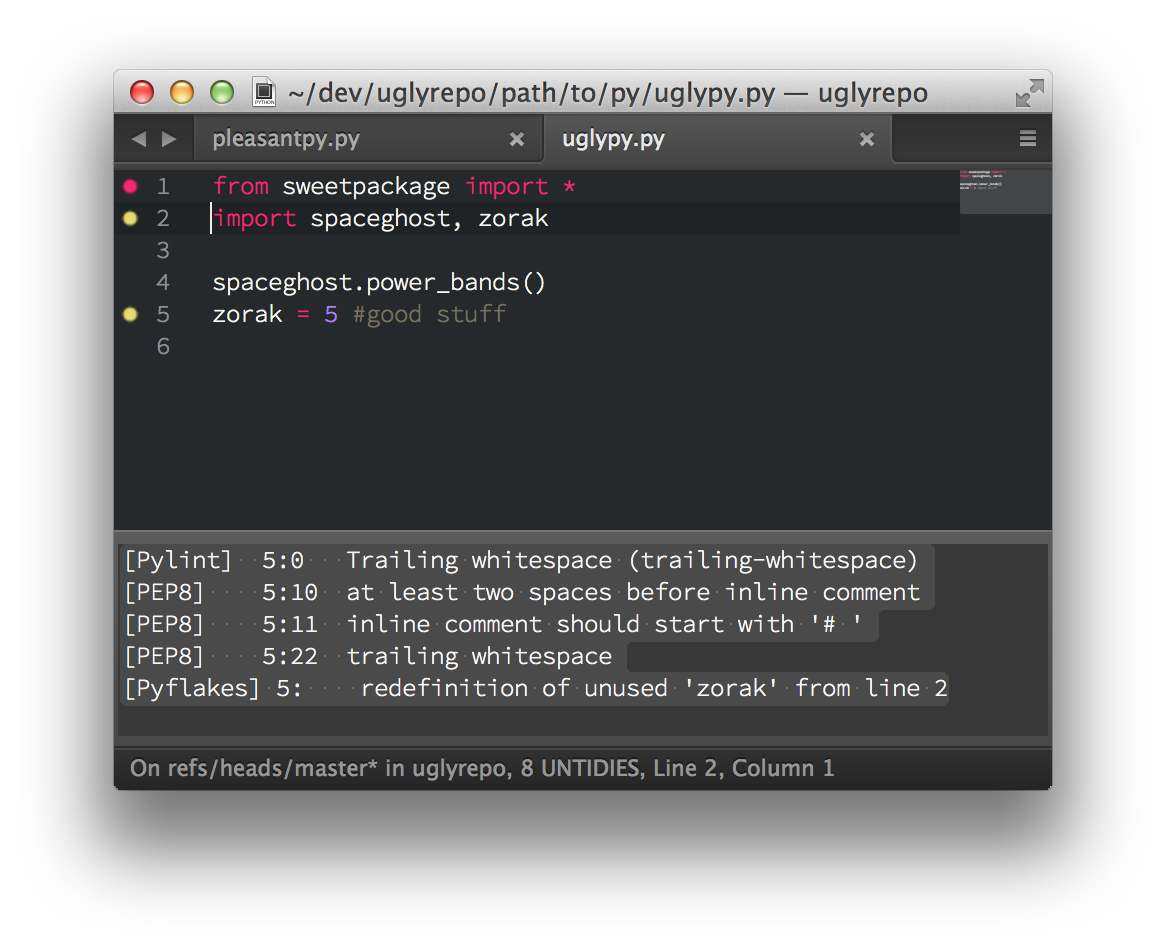 ~/dev/uglyrepo/path/to/py/uglypy.py — uglyrepo
pleasantpy.py
uglypy.py
1 from sweetpackage import *
2 import spaceghost, zorak
3
4 spaceghost.power_bands()
5 zorak = 5 #good stuff
6
[Pylint] 5:0 Trailing whitespace (trailing-whitespace)
[PEP8] 5:10 at least two spaces before inline comment
[PEP8] 5:11 inline comment should start with '# '
[PEP8] 5:22 trailing whitespace
[Pyflakes] 5: redefinition of unused 'zorak' from line 2
On refs/heads/master* in uglyrepo, 8 UNTIDIES, Line 2, Column 1